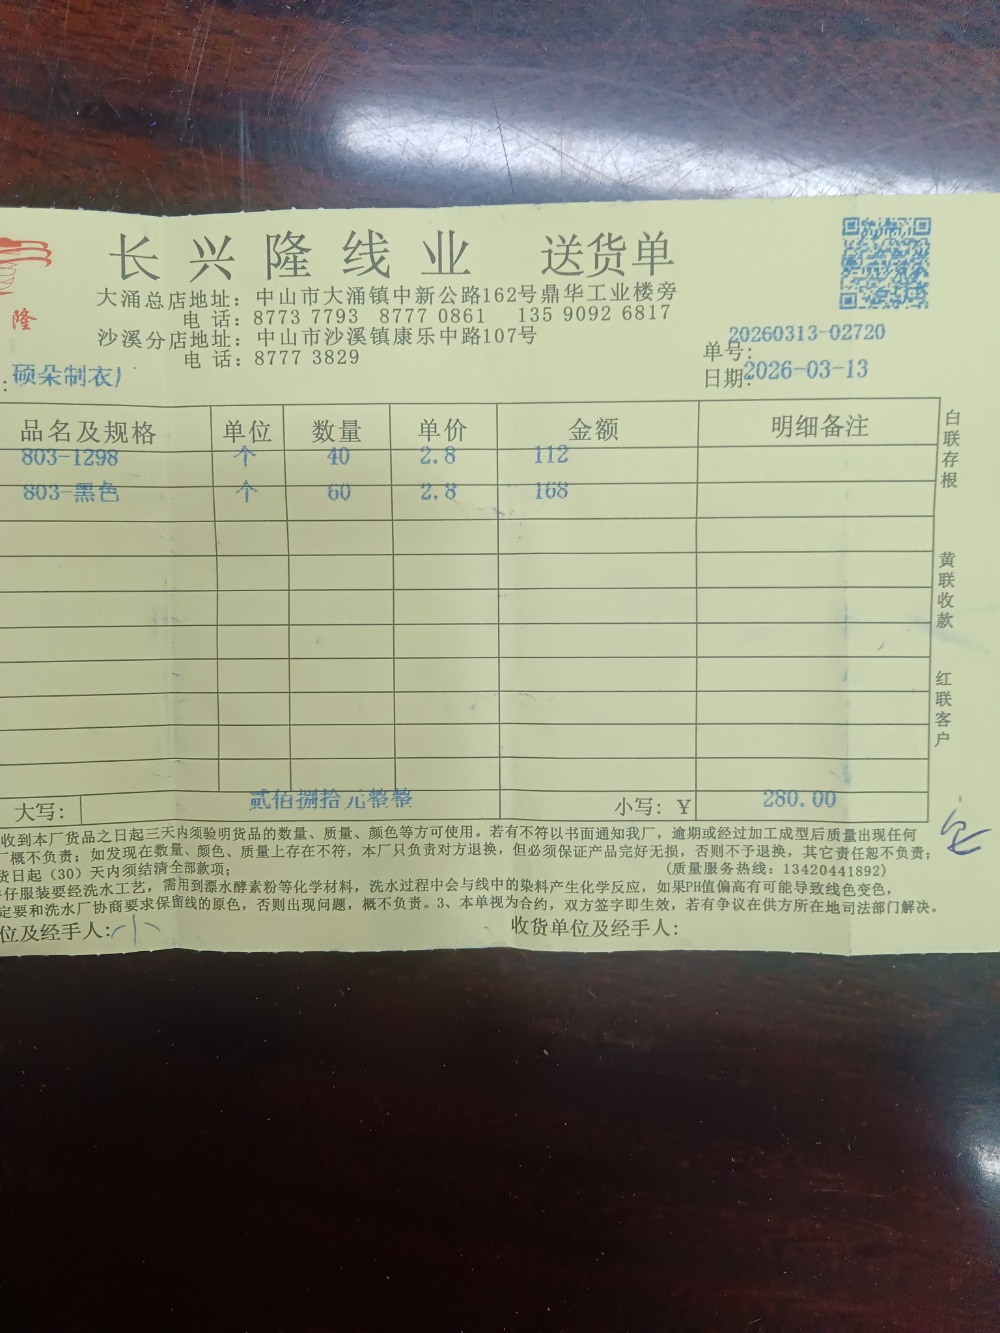 长兴隆线业 送货单
隆
大涌总店地址：中山市大涌镇中新公路162号鼎华工业楼旁
电 话：8773 7793 8777 0861 135 9092 6817
沙溪分店地址：中山市沙溪镇康乐中路107号
电 话：8777 3829
单号：20260313-02720
：硕朵制衣厂
日期：2026-03-13
品名及规格 单位 数量 单价 金额 明细备注
803-1298 个 40 2.8 112
803-黑色 个 60 2.8 168
白联存根
黄联收款
红联客户
大写： 贰佰捌拾元整整 小写：￥ 280.00
收到本厂货品之日起三天内须验明货品的数量、质量、颜色等方可使用。若有不符以书面通知我厂，逾期或经过加工成型后质量出现任何
厂概不负责；如发现在数量、颜色、质量上存在不符，本厂只负责对方退换，但必须保证产品完好无损，否则不予退换，其它责任恕不负责；
货日起（30）天内须结清全部款项； (质量服务热线：13420441892)
牛仔服装要经洗水工艺，需用到漂水酵素粉等化学材料，洗水过程中会与线中的染料产生化学反应，如果PH值偏高有可能导致线色变色，
定要和洗水厂协商要求保留线的原色，否则出现问题，概不负责。3、本单视为合约，双方签字即生效，若有争议在供方所在地司法部门解决。
位及经手人：小 收货单位及经手人：